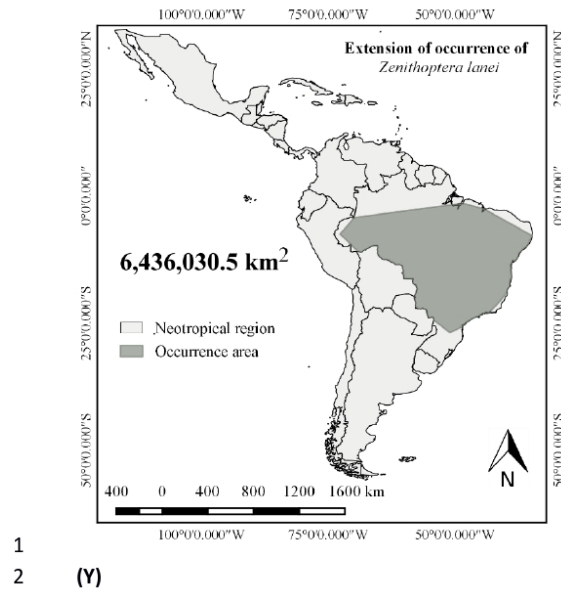 100°0'0.000"W 75°0'0.000"W 50°0'0.000"W
25°0'0.000"N
25°0'0.000"N
Extension of occurrence of
Zenithoptera lanei
0°0'0.000"
0°0'0.000"
6,436,030.5 km²
Neotropical region
Occurrence area
25°0'0.000"S
25°0'0.000"S
50°0'0.000"S
50°0'0.000"S
N
400 0 400 800 1200 1600 km
100°0'0.000"W 75°0'0.000"W 50°0'0.000"W
1
2 (Y)